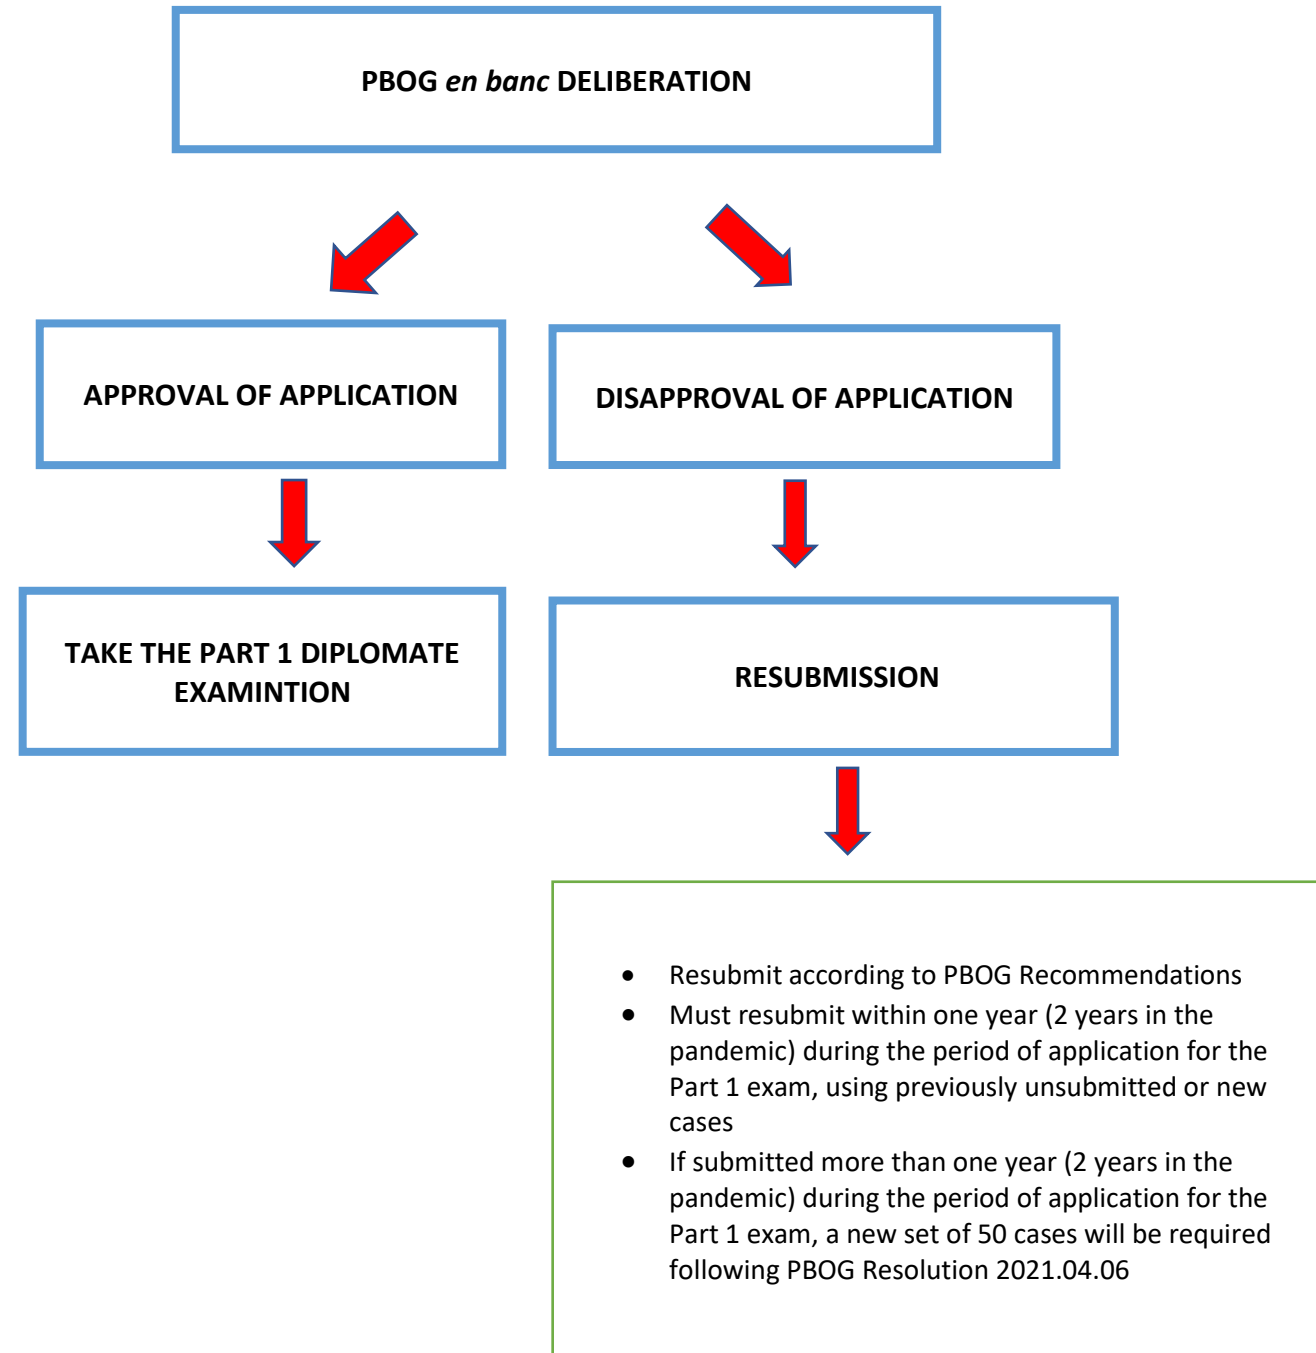 PBOG en banc DELIBERATION
APPROVAL OF APPLICATION
DISAPPROVAL OF APPLICATION
TAKE THE PART 1 DIPLOMATE
EXAMINTION
RESUBMISSION
• Resubmit according to PBOG Recommendations
• Must resubmit within one year (2 years in the
pandemic) during the period of application for the
Part 1 exam, using previously unsubmitted or new
cases
• If submitted more than one year (2 years in the
pandemic) during the period of application for the
Part 1 exam, a new set of 50 cases will be required
following PBOG Resolution 2021.04.06